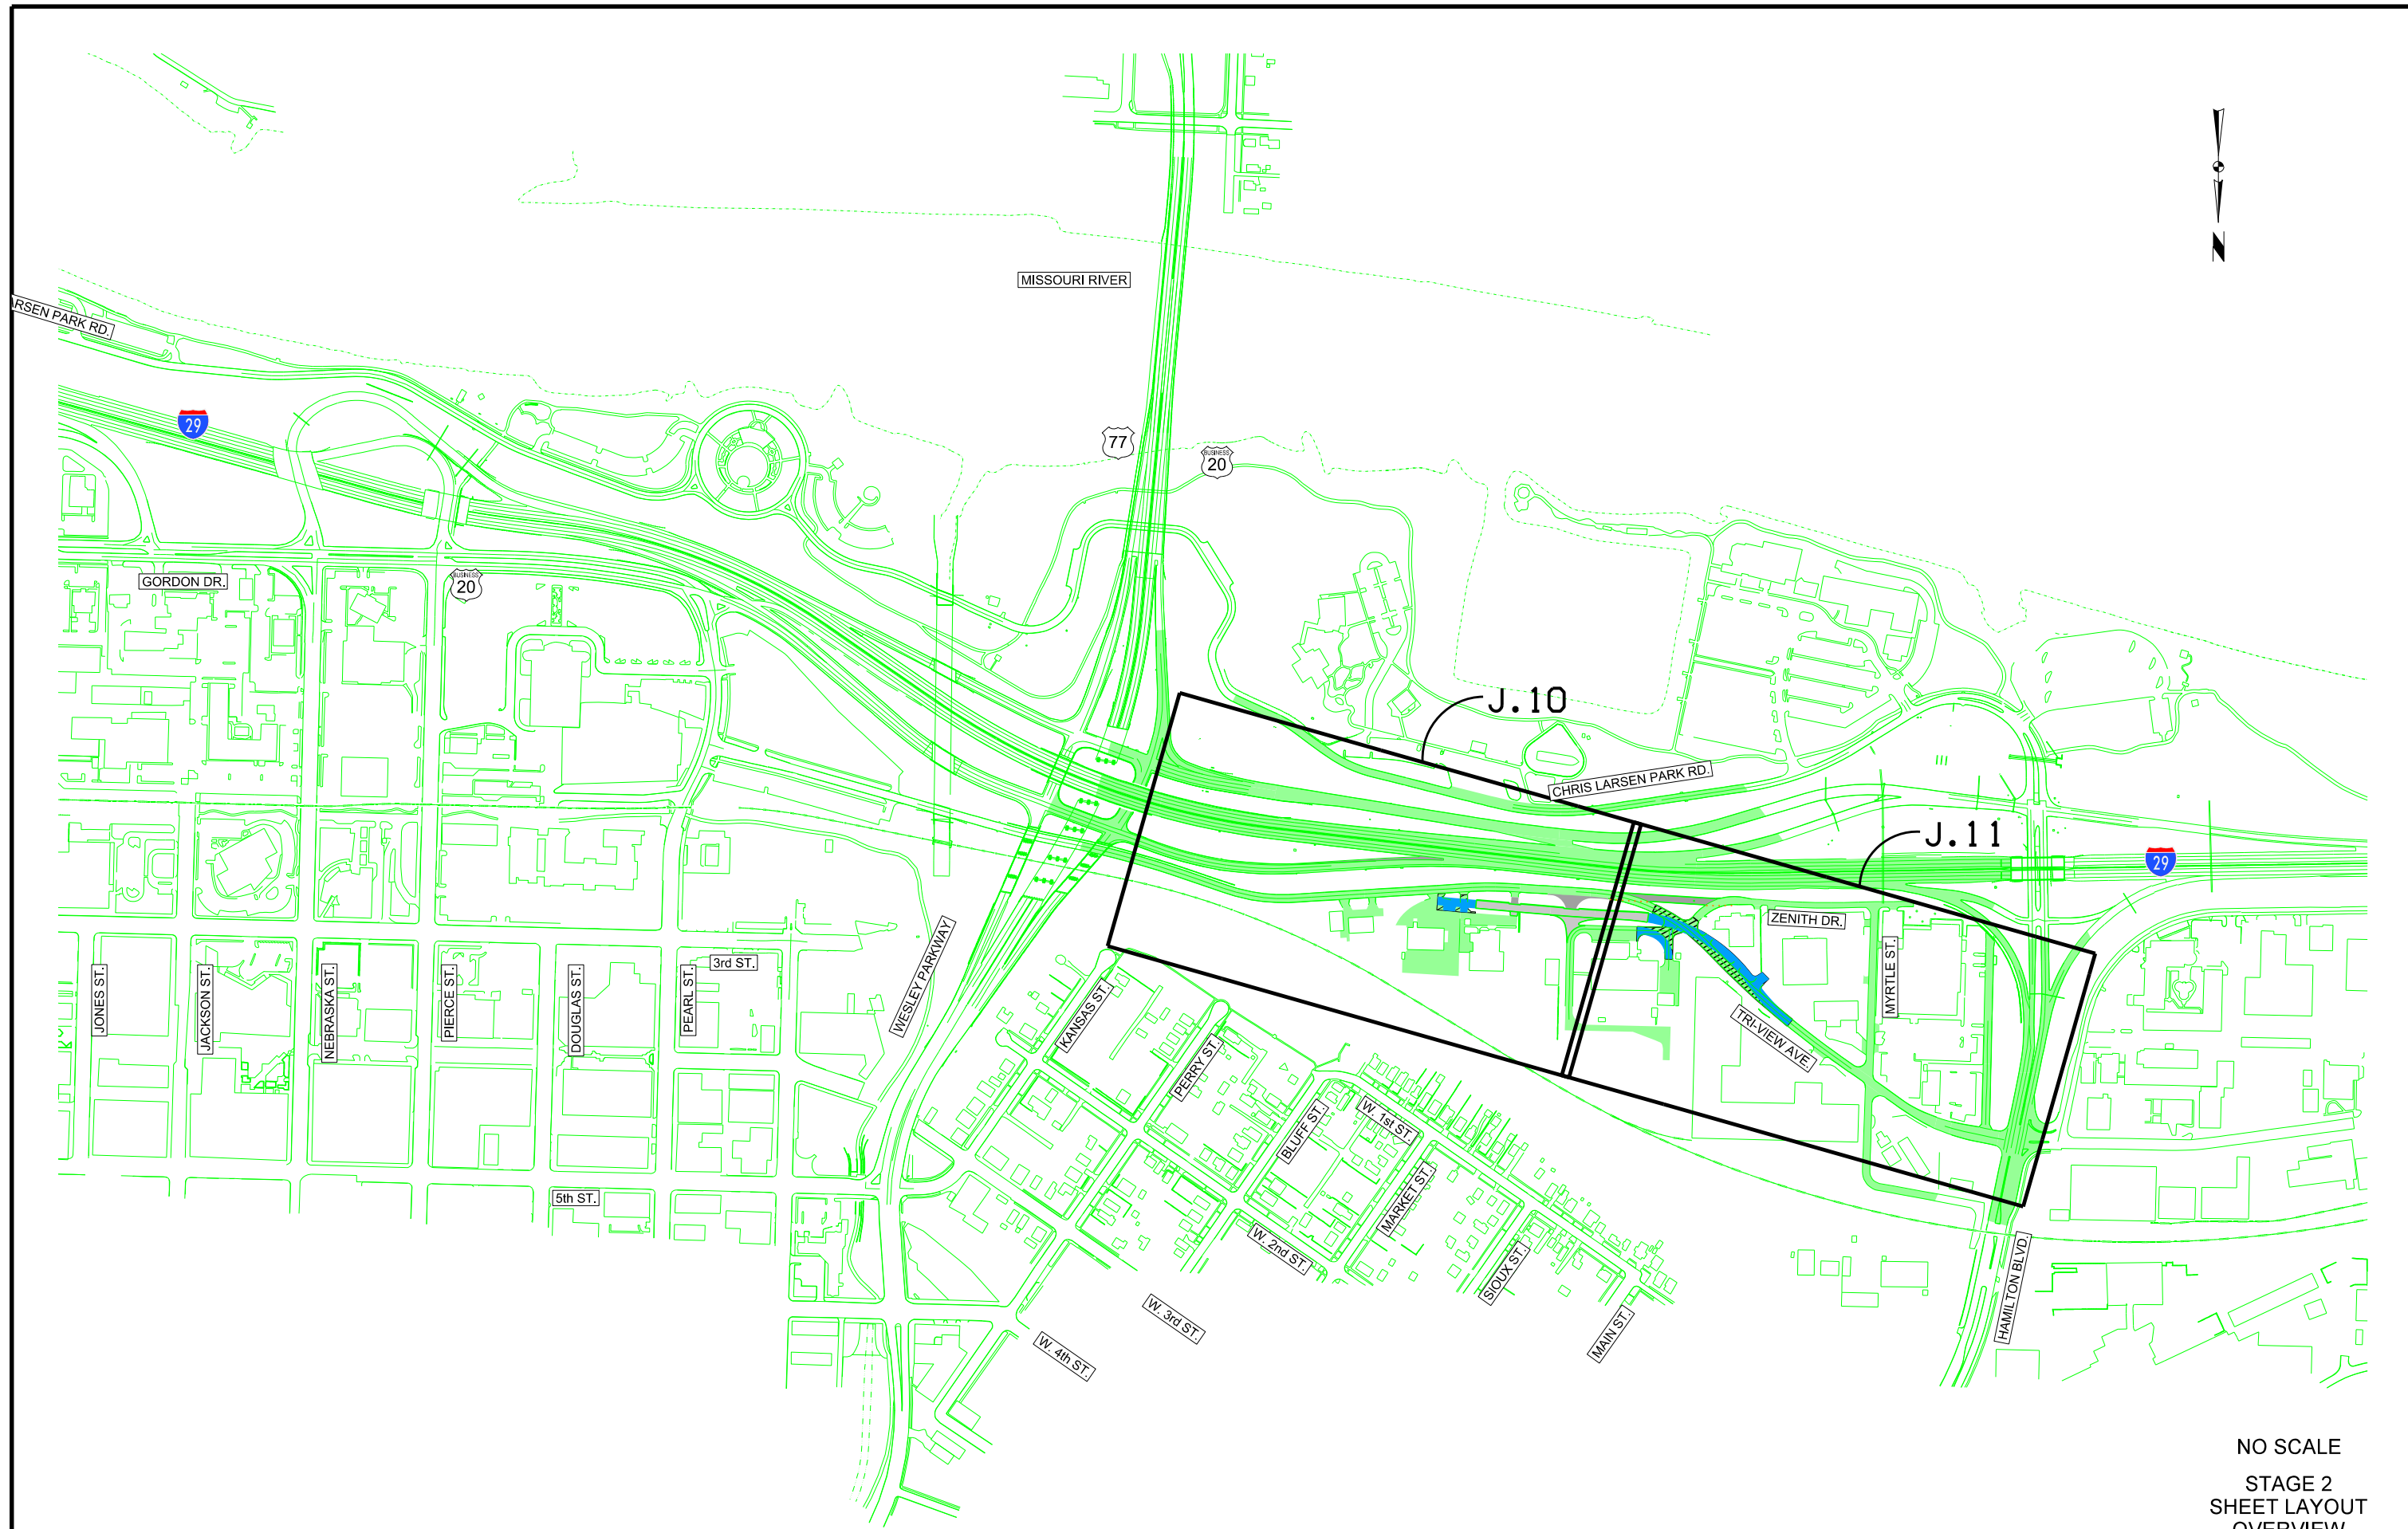 N
MISSOURI RIVER
ARSEN PARK RD.
29
77
BUSINESS
20
GORDON DR.
BUSINESS
20
J.10
CHRIS LARSEN PARK RD.
J.11
29
ZENITH DR.
JONES ST.
JACKSON ST.
NEBRASKA ST.
PIERCE ST.
DOUGLAS ST.
PEARL ST.
3rd ST.
WESLEY PARKWAY
KANSAS ST.
PERRY ST.
BLUFF ST.
W. 1st ST.
MARKET ST.
TRI-VIEW AVE.
MYRTLE ST.
5th ST.
W. 2nd ST.
SIOUX ST.
W. 3rd ST.
W. 4th ST.
MAIN ST.
HAMILTON BLVD.
NO SCALE
STAGE 2
SHEET LAYOUT
OVERVIEW